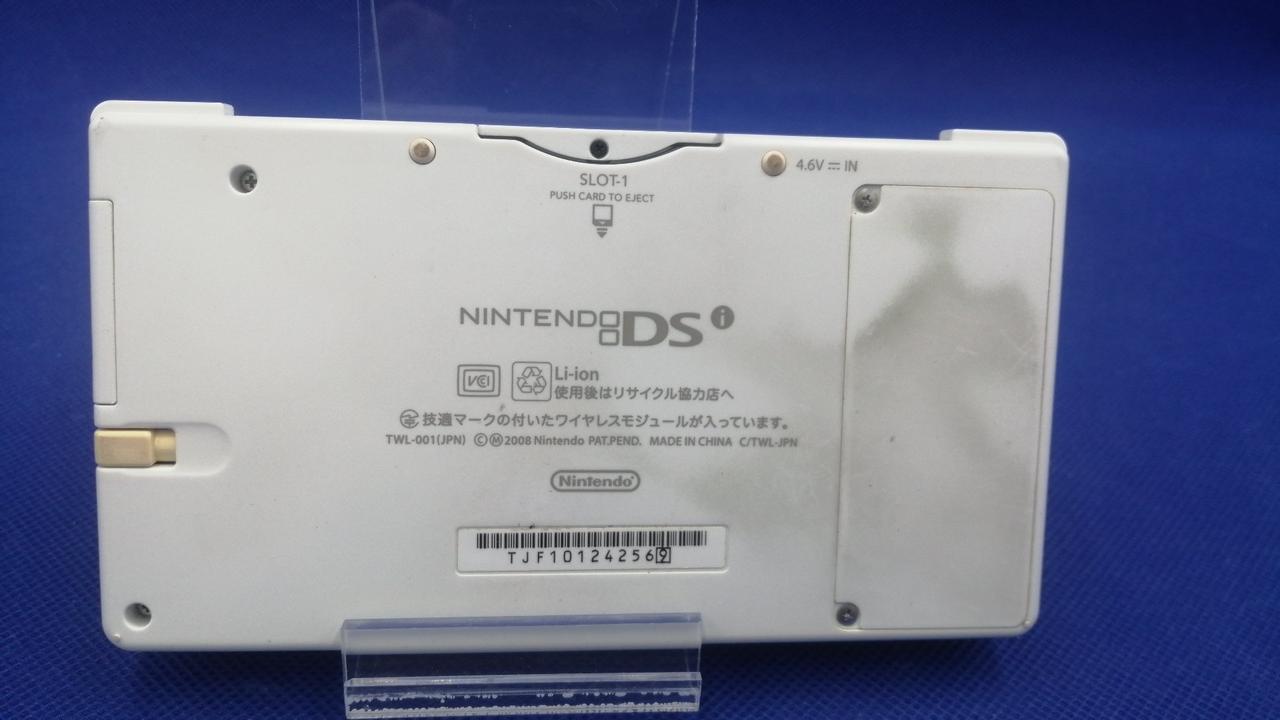 4.6V ⎓ IN
SLOT-1
PUSH CARD TO EJECT
NINTENDO DS i
VCI
Li-ion
使用後はリサイクル協力店へ
技適マークの付いたワイヤレスモジュールが入っています。
TWL-001(JPN) ©Ⓜ2008 Nintendo PAT.PEND. MADE IN CHINA C/TWL-JPN
Nintendo
TJF101242569